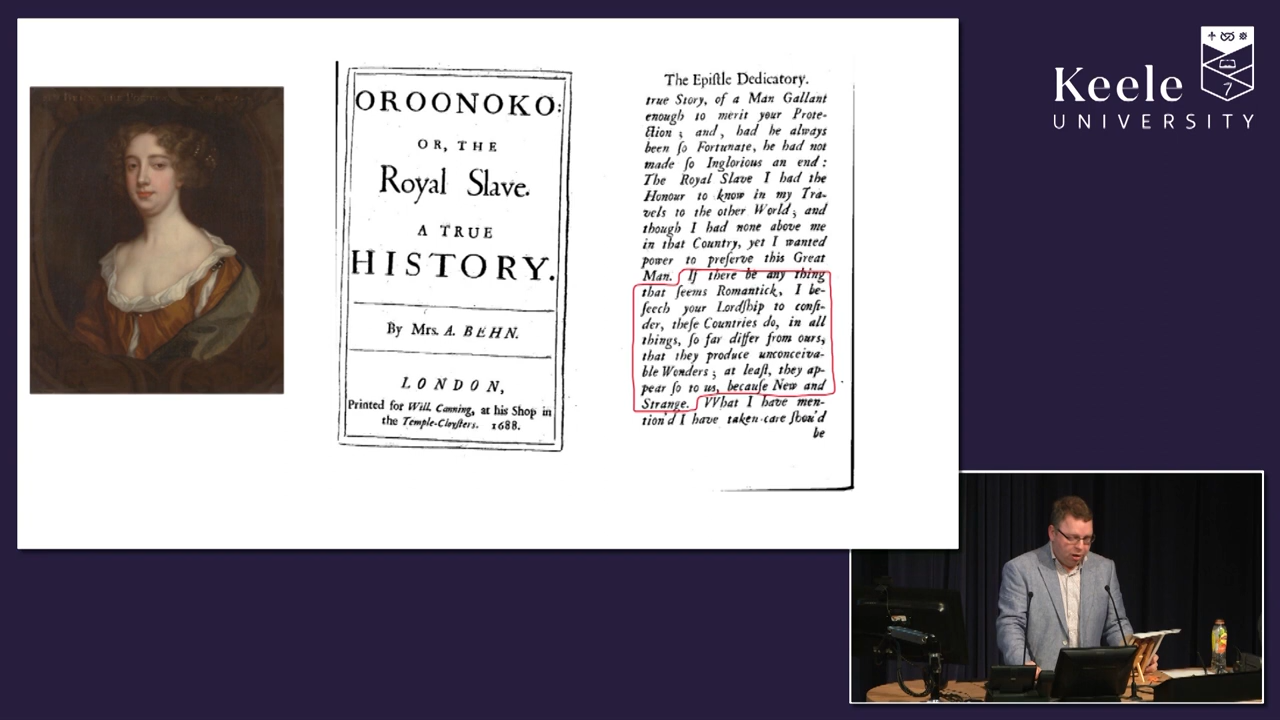 OROONOKO:
OR, THE
Royal Slave.
A TRUE
HISTORY.
By Mrs. A. BEHN.
LONDON,
Printed for Will. Canning, at his Shop in
the Temple-Cloysters. 1688.
The Epiſtle Dedicatory.
true Story, of a Man Gallant
enough to merit your Prote-
ction ; and, had he always
been ſo Fortunate, he had not
made ſo Inglorious an end :
The Royal Slave I had the
Honour to know in my Tra-
vels to the other World ; and
though I had none above me
in that Country, yet I wanted
power to preſerve this Great
Man. If there be any thing
that ſeems Romantick, I be-
ſeech your Lordſhip to conſi-
der, theſe Countries do, in all
things, ſo far differ from ours,
that they produce unconceiva-
ble Wonders ; at leaſt, they ap-
pear ſo to us, becauſe New and
Strange. VVhat I have men-
tion'd I have taken care ſhou'd
be
Keele
UNIVERSITY